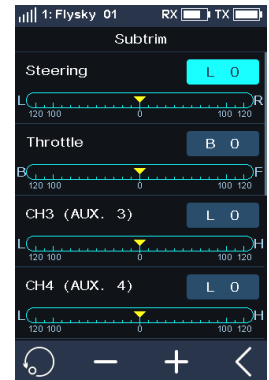 1: Flysky 01 RX TX
Subtrim
Steering L 0
L R
120 100 0 100 120
Throttle B 0
B F
120 100 0 100 120
CH3 (AUX. 3) L 0
L H
120 100 0 100 120
CH4 (AUX. 4) L 0
L H
120 100 0 100 120